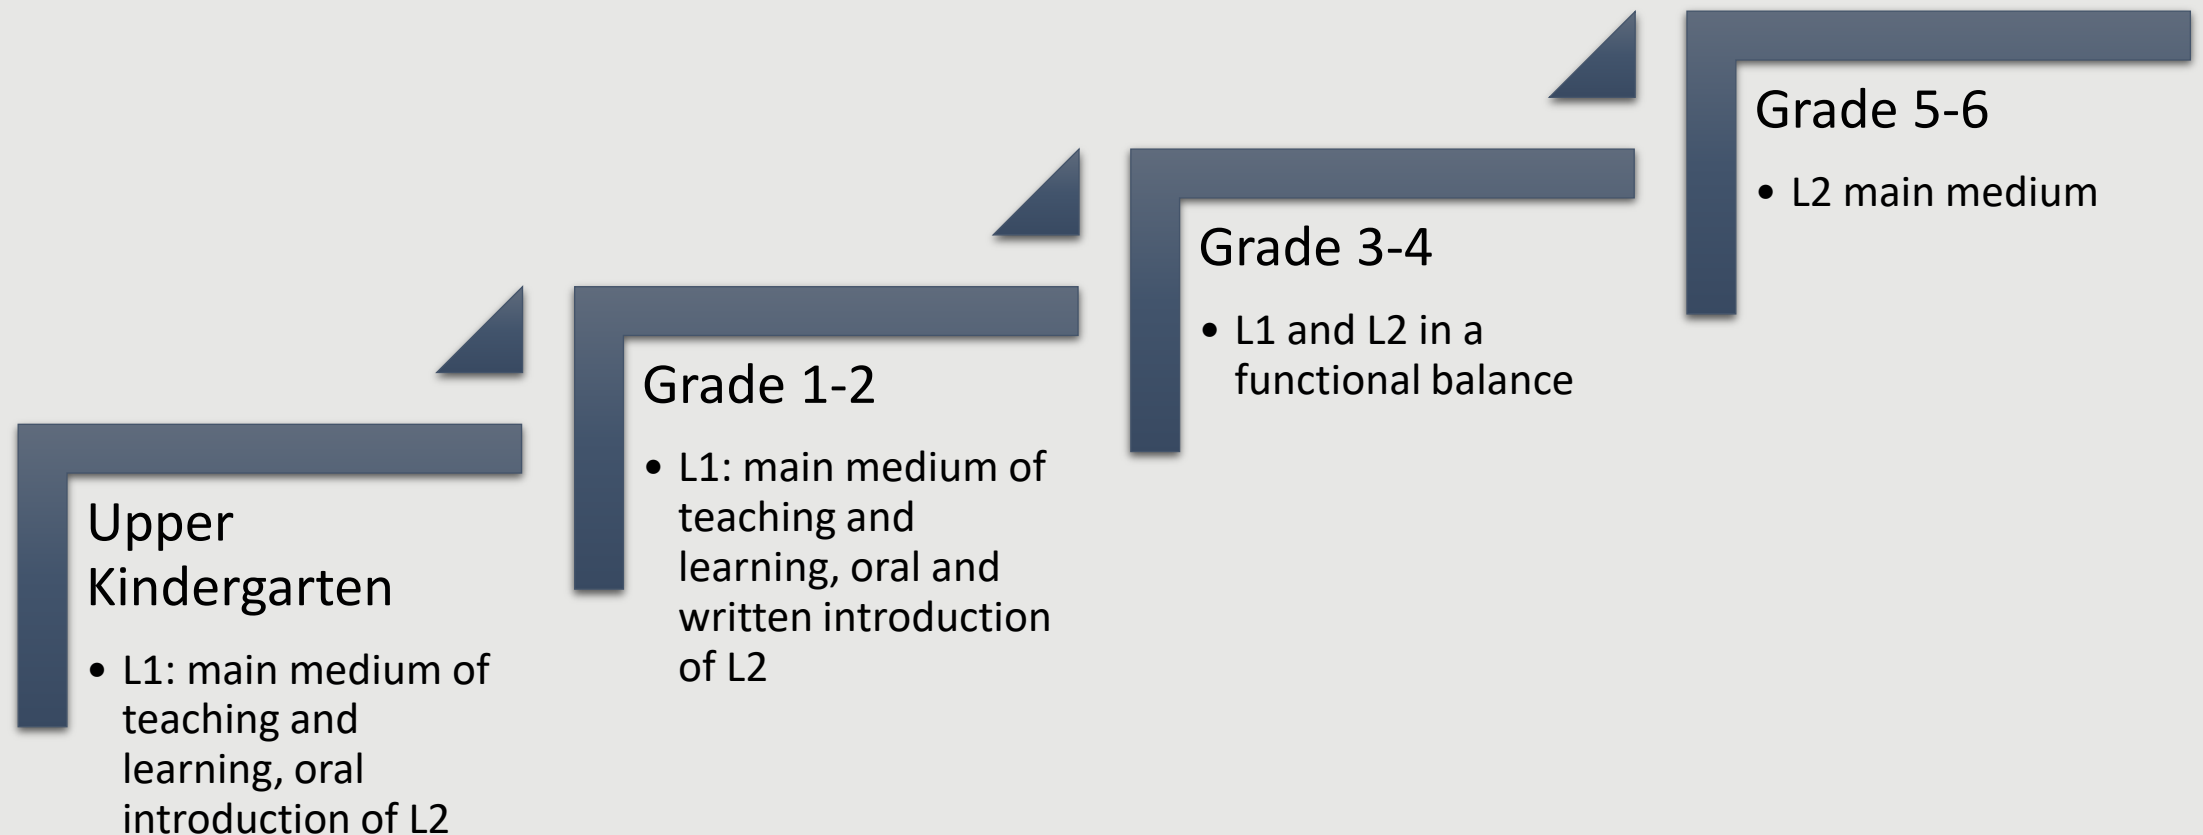 Upper
Kindergarten
• L1: main medium of
teaching and
learning, oral
introduction of L2
Grade 1-2
• L1: main medium of
teaching and
learning, oral and
written introduction
of L2
Grade 3-4
• L1 and L2 in a
functional balance
Grade 5-6
• L2 main medium